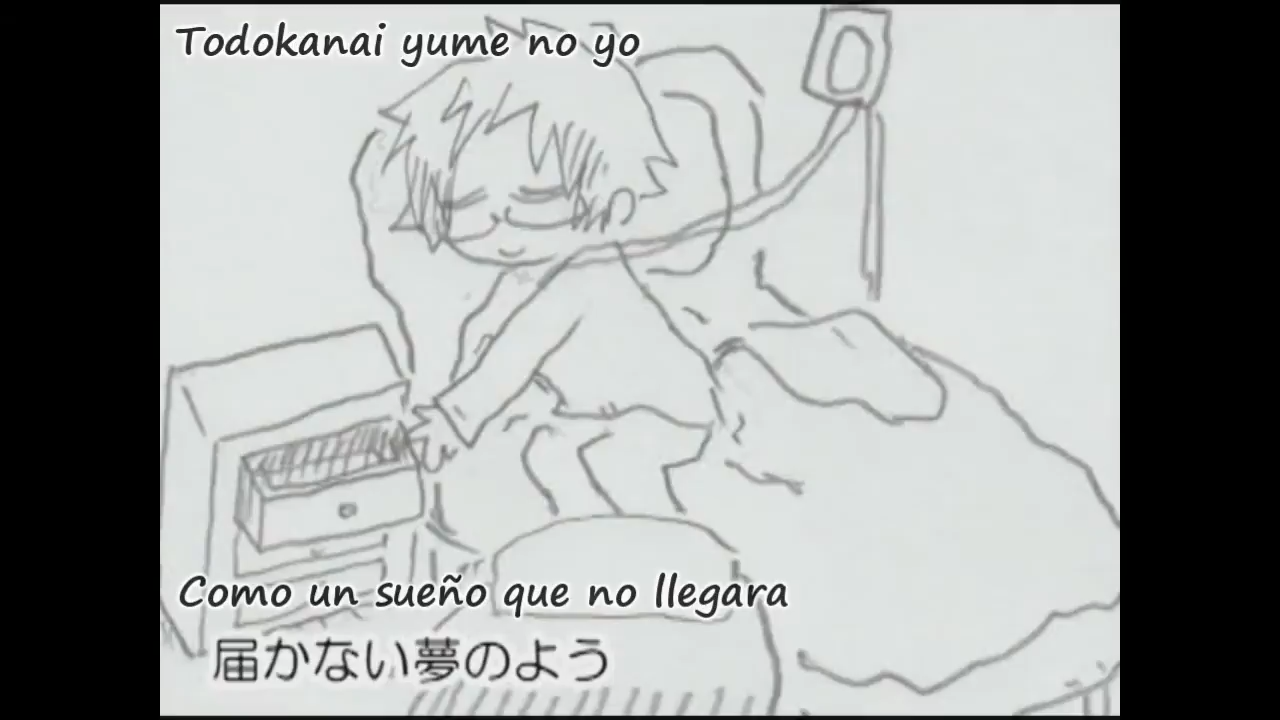 Todokanai yume no yo
Como un sueño que no llegara
届かない夢のよう